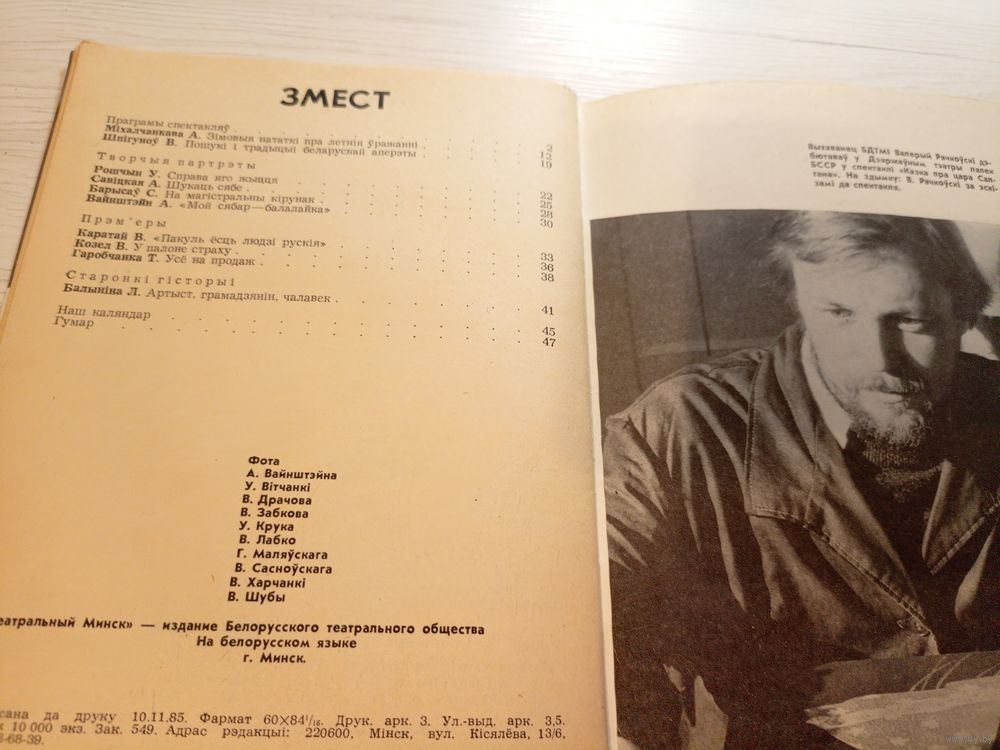 ЗМЕСТ
Праграмы спектакляў . . . . . . . . . 2
Міхалчанкава А. Зімовыя нататкі пра летнія ўражанні . . 12
Шпігуноў В. Пошукі і традыцыі беларускай аперэты . . . 19
Творчыя партрэты
Рошчын У. Справа яго жыцця . . . . . . . 22
Савіцкая А. Шукаць сябе . . . . . . . . 25
Барысаў С. На магістральны кірунак . . . . . . 28
Вайнштэйн А. «Мой сябар — балалайка» . . . . . 30
Прэм'еры
Каратай В. «Пакуль ёсць людзі рускія» . . . . . 33
Козел В. У палоне страху . . . . . . . . 36
Гаробчанка Т. Усё на продаж . . . . . . . 38
Старонкі гісторыі
Балыніна Л. Артыст, грамадзянін, чалавек . . . . . 41
Наш каляндар . . . . . . . . . . 45
Гумар . . . . . . . . . . . 47
Фота
А. Вайнштэйна
У. Вітчанкі
В. Драчова
В. Забкова
У. Крука
В. Лабко
Г. Маляўскага
В. Сасноўскага
В. Харчанкі
В. Шубы
еатральный Минск» — издание Белорусского театрального общества
На белорусском языке
г. Минск.
сана да друку 10.11.85. Фармат 60×84¹/₁₆. Друк. арк. 3. Ул.-выд. арк. 3,5.
ж 10 000 экз. Зак. 549. Адрас рэдакцыі: 220600, Мінск, вул. Кісялёва, 13/6,
-68-39.
Выхаванец БДТМІ Валерый Рачкоўскі дэ-
бютаваў у Дзяржаўным тэатры лялек
БССР у спектаклі «Казка пра цара Сал-
тана». На здымку: В. Рачкоўскі за эскі-
замі да спектакля.